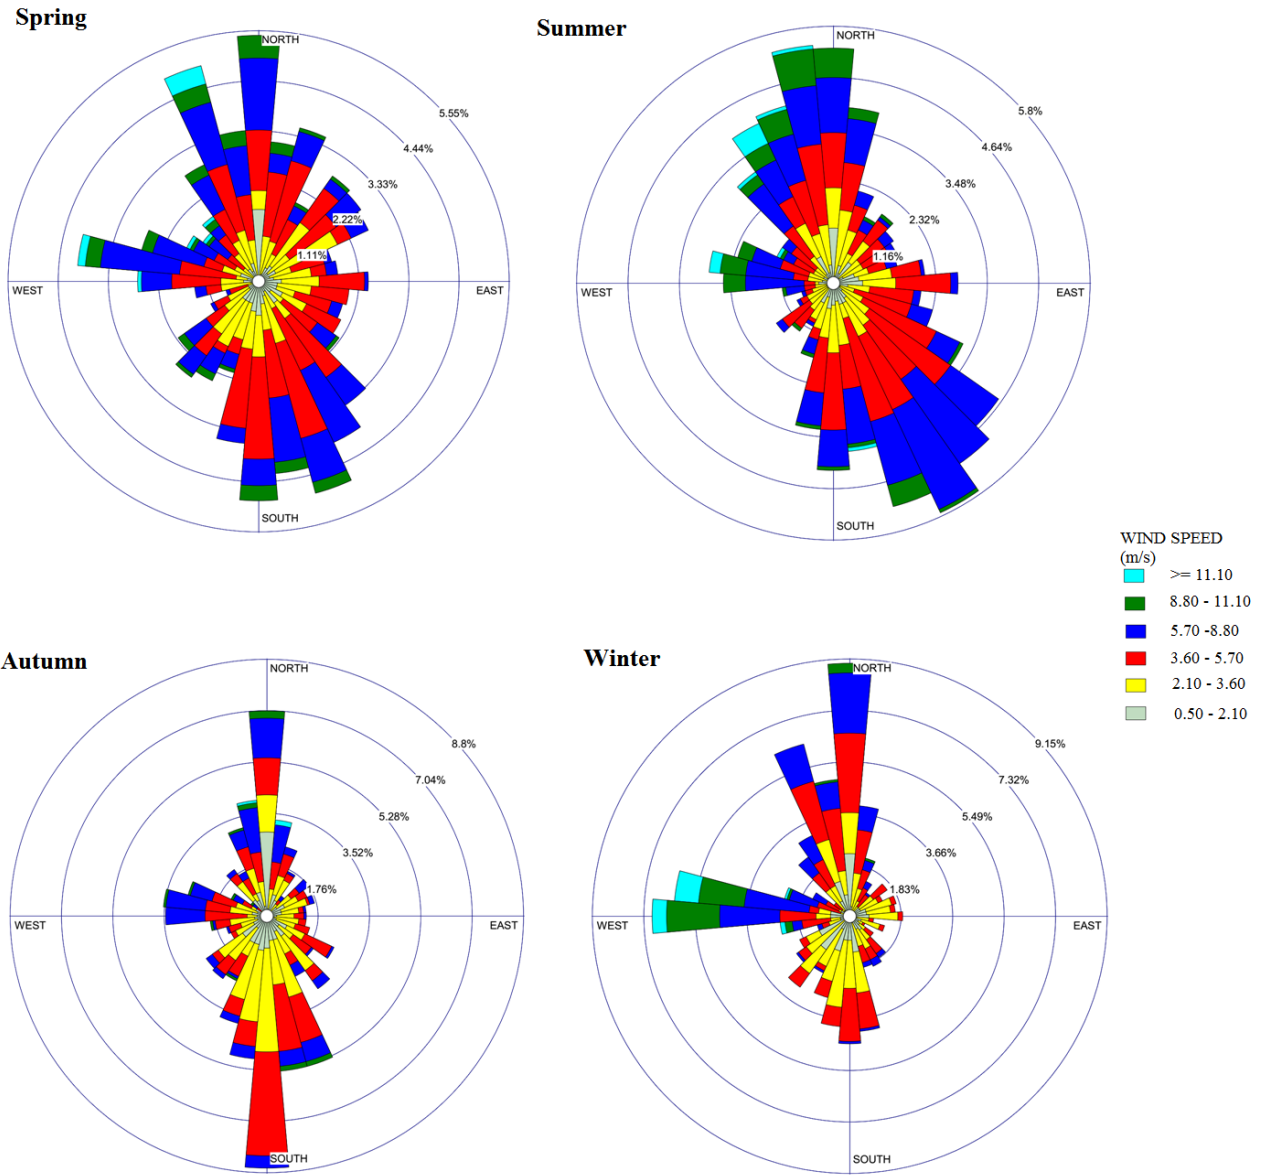 Spring
NORTH
5.55%
4.44%
3.33%
2.22%
1.11%
WEST
EAST
SOUTH
Summer
NORTH
5.8%
4.64%
3.48%
2.32%
1.16%
WEST
EAST
SOUTH
WIND SPEED
(m/s)
>= 11.10
8.80 - 11.10
5.70 -8.80
3.60 - 5.70
2.10 - 3.60
0.50 - 2.10
Autumn
NORTH
8.8%
7.04%
5.28%
3.52%
1.76%
WEST
EAST
SOUTH
Winter
NORTH
9.15%
7.32%
5.49%
3.66%
1.83%
WEST
EAST
SOUTH